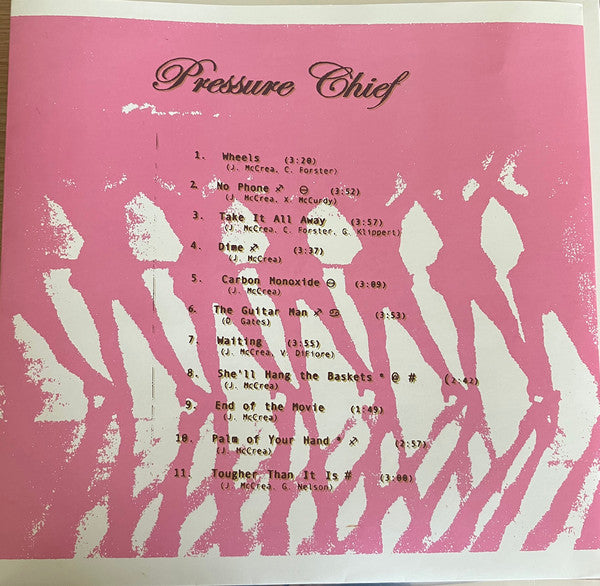 Pressure Chief
1. Wheels (3:20)
(J. McCrea, C. Forster)
2. No Phone ♐ ⊖ (3:52)
(J. McCrea, X. McCurdy)
3. Take It All Away (3:57)
(J. McCrea, C. Forster, G. Klippert)
4. Dime ♐ (3:37)
(J. McCrea)
5. Carbon Monoxide ⊖ (3:09)
(J. McCrea)
6. The Guitar Man ♐ ♋ (3:53)
(D. Gates)
7. Waiting (3:55)
(J. McCrea, V. DiFiore)
8. She'll Hang the Baskets * @ # (2:42)
(J. McCrea)
9. End of the Movie (1:49)
(J. McCrea)
10. Palm of Your Hand * ♐ (2:57)
(J. McCrea)
11. Tougher Than It Is # (3:00)
(J. McCrea, G. Nelson)